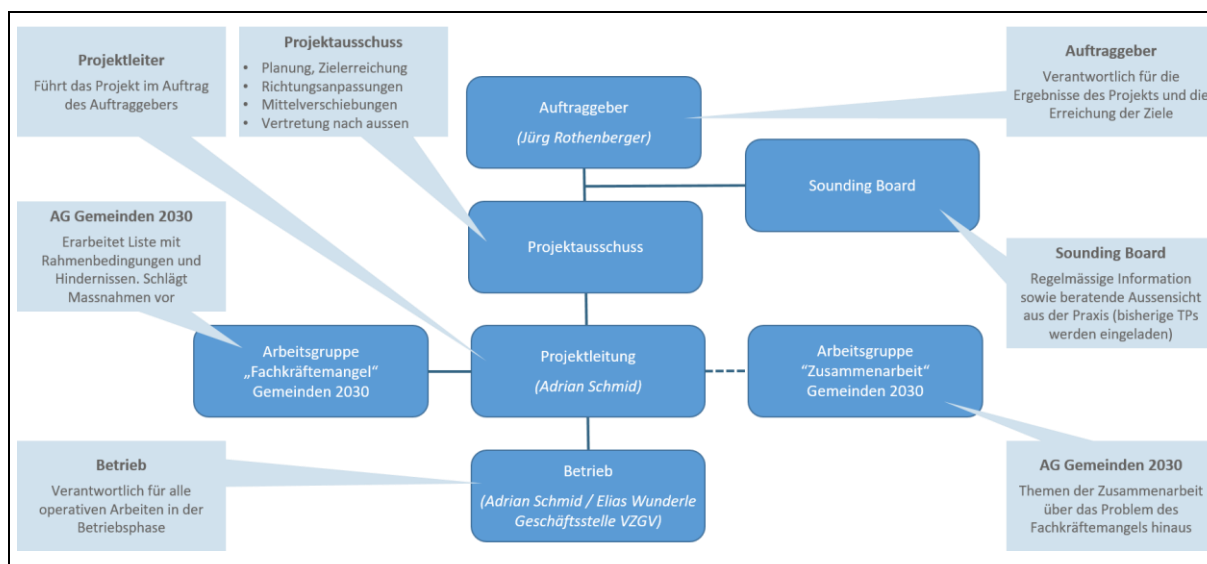 Projektleiter
Führt das Projekt im Auftrag
des Auftraggebers
Projektausschuss
• Planung, Zielerreichung
• Richtungsanpassungen
• Mittelverschiebungen
• Vertretung nach aussen
Auftraggeber
Verantwortlich für die
Ergebnisse des Projekts und die
Erreichung der Ziele
Auftraggeber
(Jürg Rothenberger)
Sounding Board
Projektausschuss
AG Gemeinden 2030
Erarbeitet Liste mit
Rahmenbedingungen und
Hindernissen. Schlägt
Massnahmen vor
Sounding Board
Regelmässige Information
sowie beratende Aussensicht
aus der Praxis (bisherige TPs
werden eingeladen)
Arbeitsgruppe
„Fachkräftemangel“
Gemeinden 2030
Projektleitung
(Adrian Schmid)
Arbeitsgruppe
“Zusammenarbeit”
Gemeinden 2030
Betrieb
Verantwortlich für alle
operativen Arbeiten in der
Betriebsphase
Betrieb
(Adrian Schmid / Elias Wunderle
Geschäftsstelle VZGV)
AG Gemeinden 2030
Themen der Zusammenarbeit
über das Problem des
Fachkräftemangels hinaus